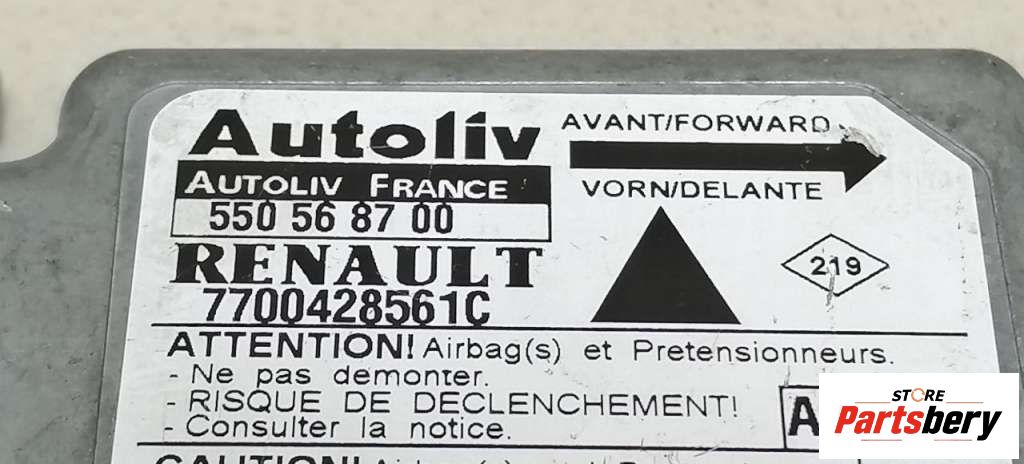 Autoliv
AUTOLIV FRANCE
550 56 87 00
RENAULT
7700428561C
AVANT/FORWARD
VORN/DELANTE
219
ATTENTION! Airbag(s) et Pretensionneurs.
- Ne pas demonter.
- RISQUE DE DECLENCHEMENT!
- Consulter la notice.
A
CAUTION!
STORE
Partsbery